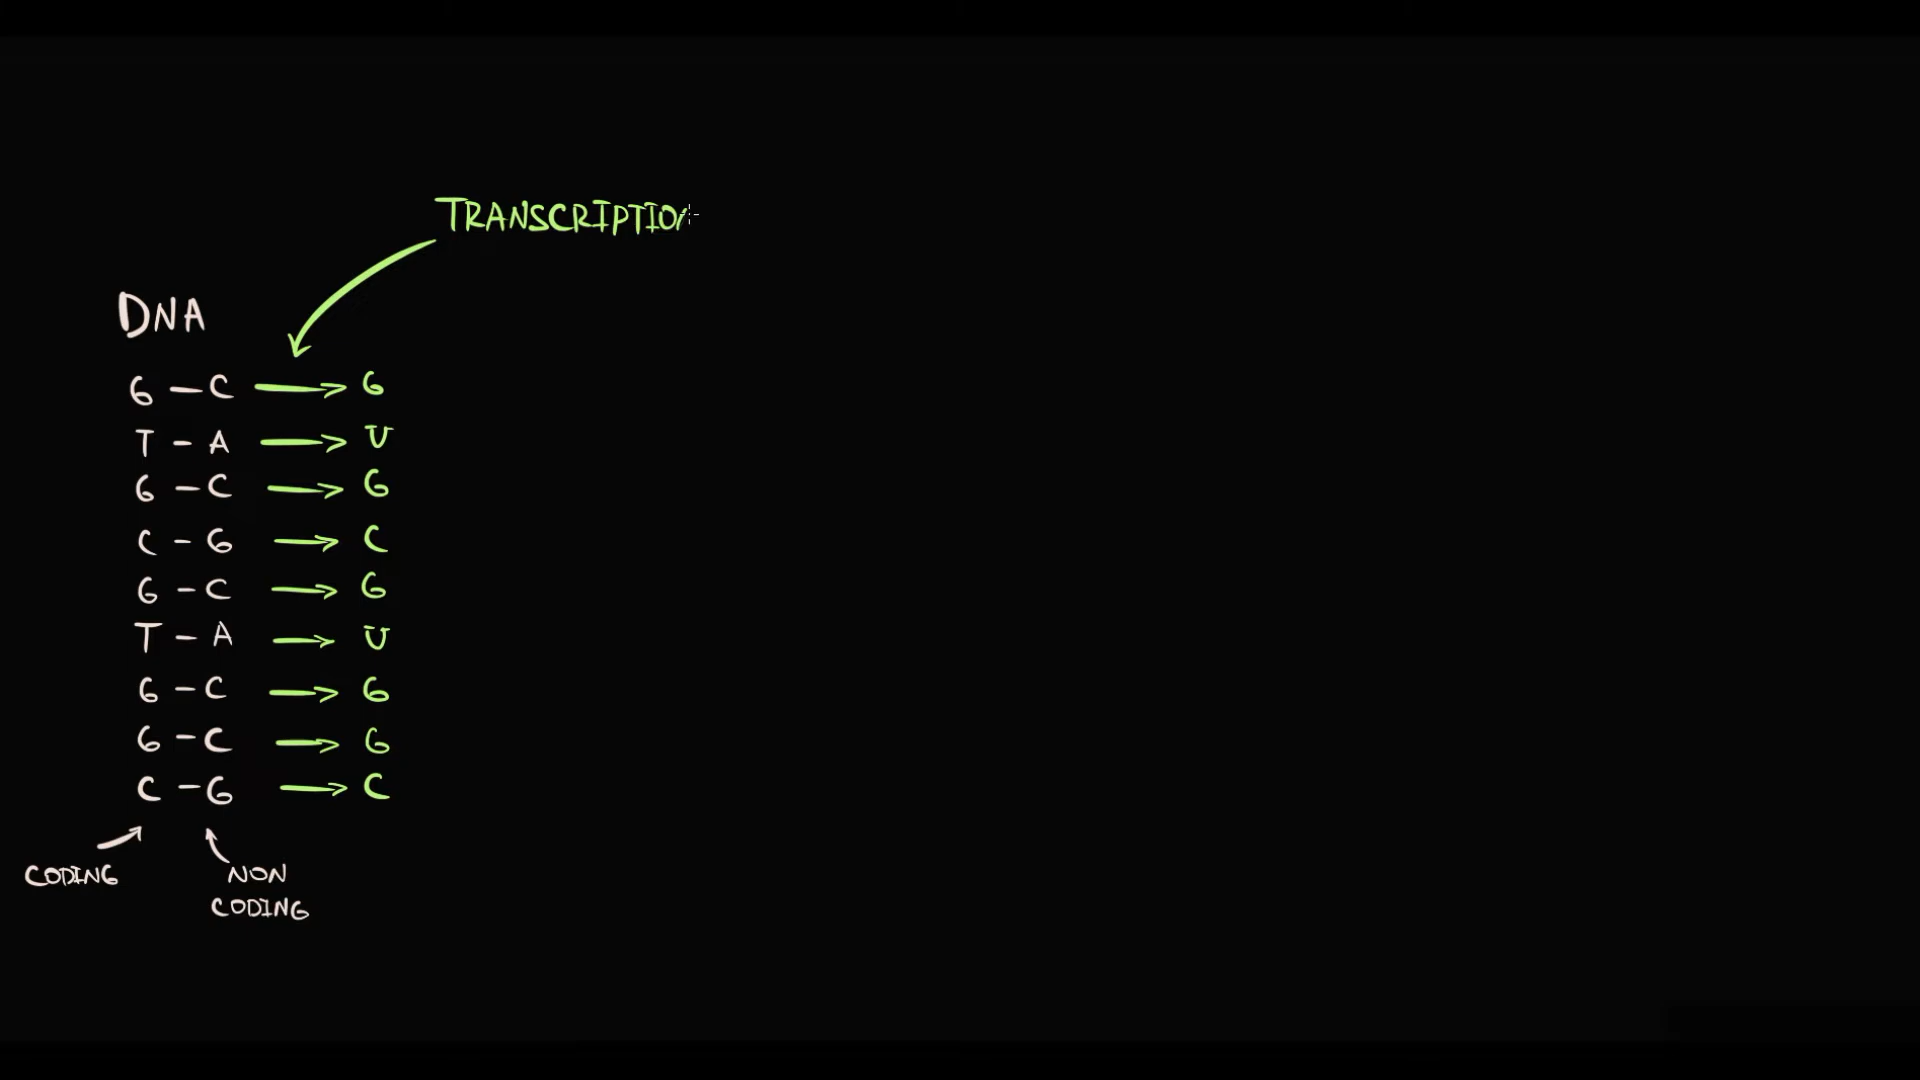 TRANSCRIPTION
DNA
G - C → G
T - A → U
G - C → G
C - G → C
G - C → G
T - A → U
G - C → G
G - C → G
C - G → C
CODING
NON
CODING